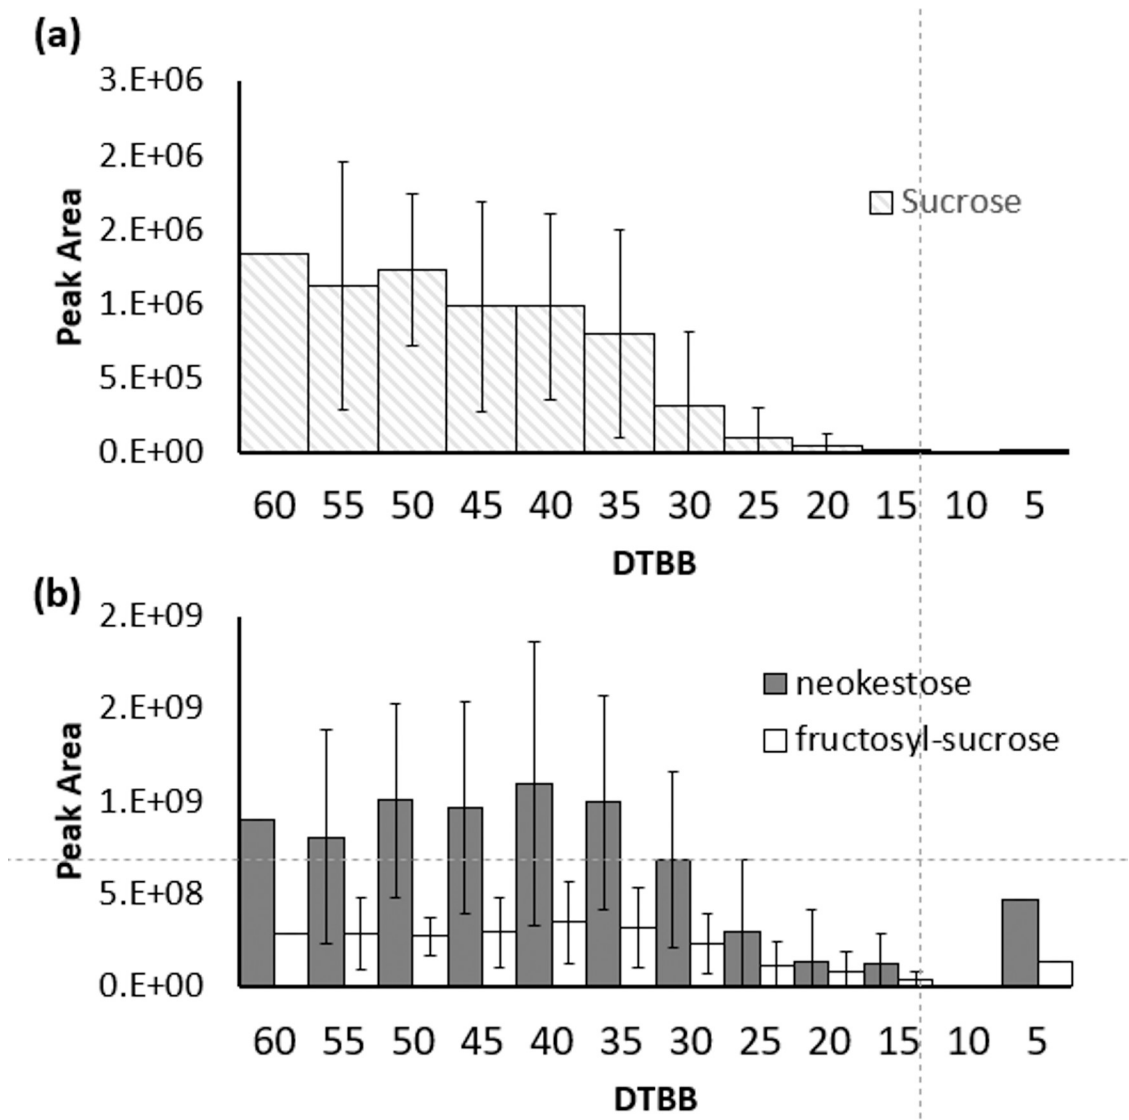 (a)
3.E+06
2.E+06
2.E+06
1.E+06
5.E+05
0.E+00
Peak Area
Sucrose
60 55 50 45 40 35 30 25 20 15 10 5
DTBB
(b)
2.E+09
2.E+09
1.E+09
5.E+08
0.E+00
Peak Area
neokestose
fructosyl-sucrose
60 55 50 45 40 35 30 25 20 15 10 5
DTBB